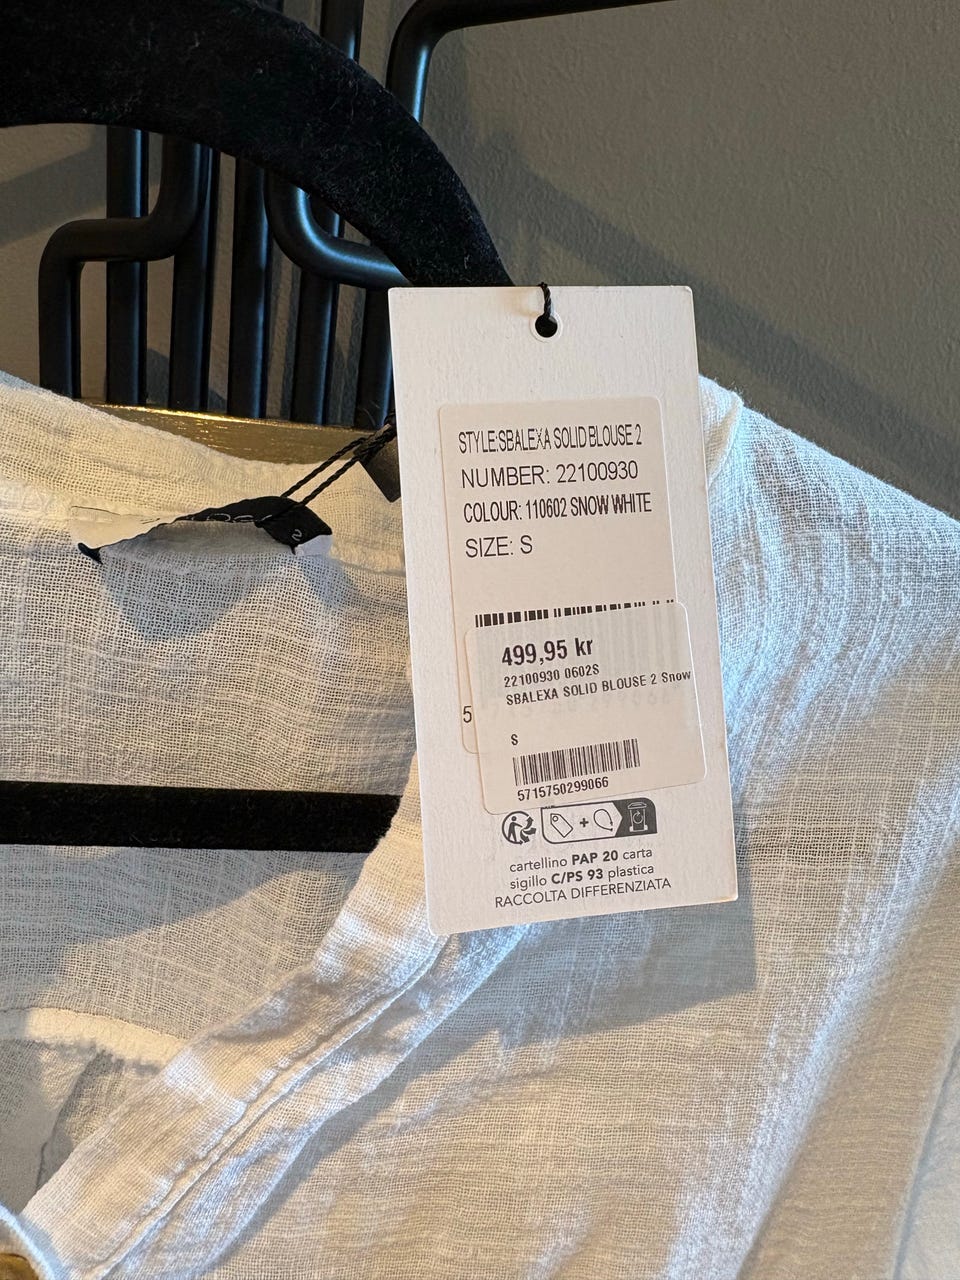 STYLE:SBALEXA SOLID BLOUSE 2
NUMBER: 22100930
COLOUR: 110602 SNOW WHITE
SIZE: S
499,95 kr
22100930 0602S
SBALEXA SOLID BLOUSE 2 Snow
5
S
5715750299066
+
cartellino PAP 20 carta
sigillo C/PS 93 plastica
RACCOLTA DIFFERENZIATA